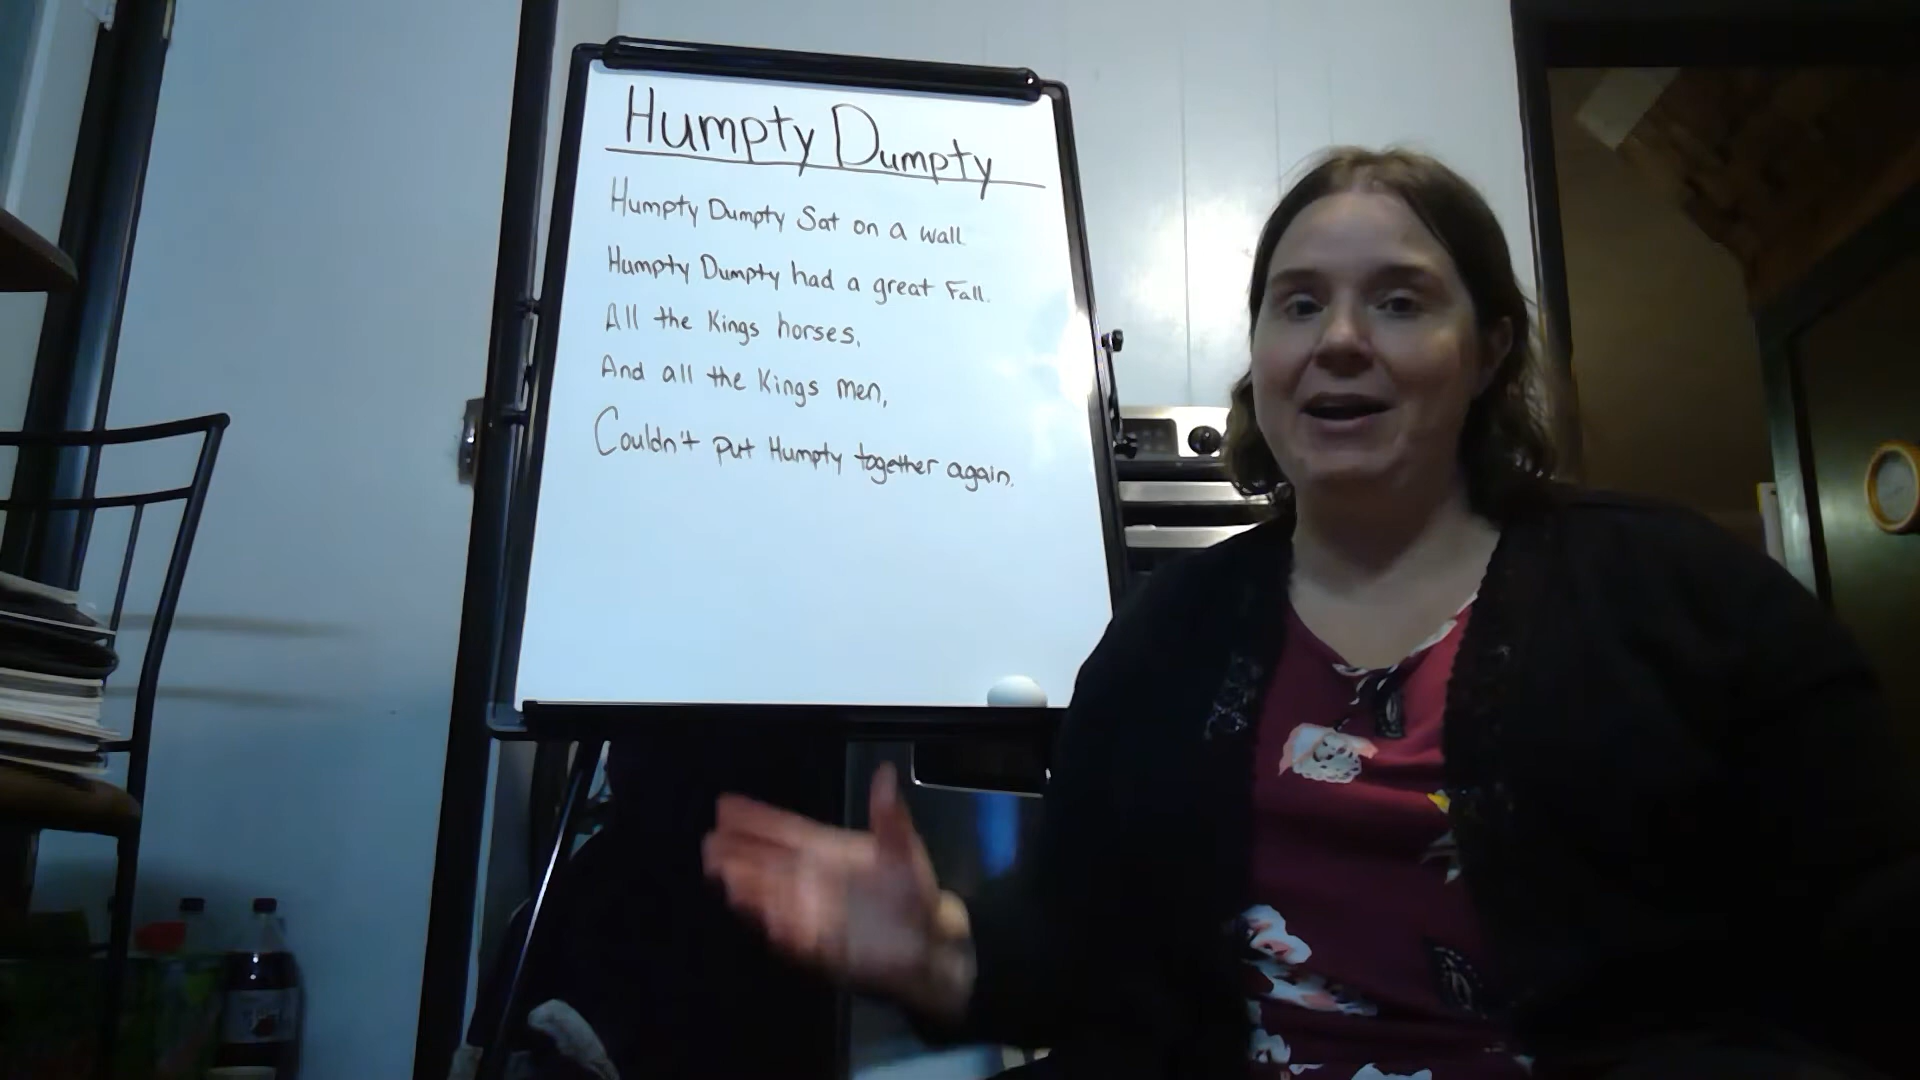 Humpty Dumpty
Humpty Dumpty Sat on a wall.
Humpty Dumpty had a great Fall.
All the Kings horses,
And all the Kings men,
Couldn't put Humpty together again.